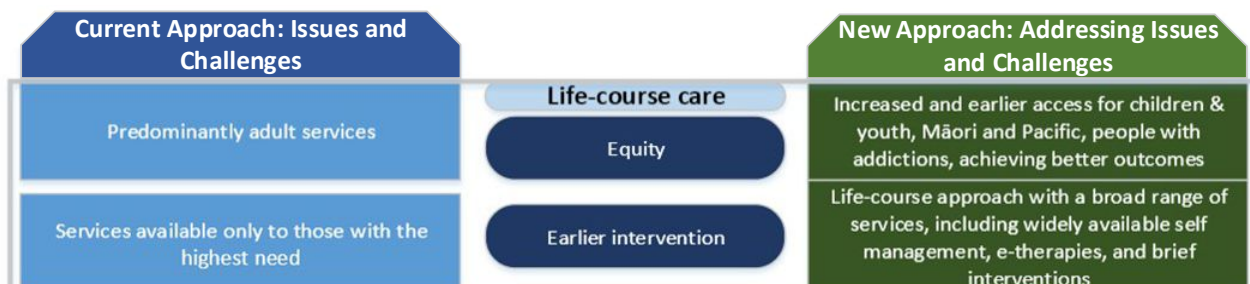 Current Approach: Issues and
Challenges
New Approach: Addressing Issues
and Challenges
Life-course care
Predominantly adult services
Equity
Increased and earlier access for children &
youth, Māori and Pacific, people with
addictions, achieving better outcomes
Services available only to those with the
highest need
Earlier intervention
Life-course approach with a broad range of
services, including widely available self
management, e-therapies, and brief
interventions